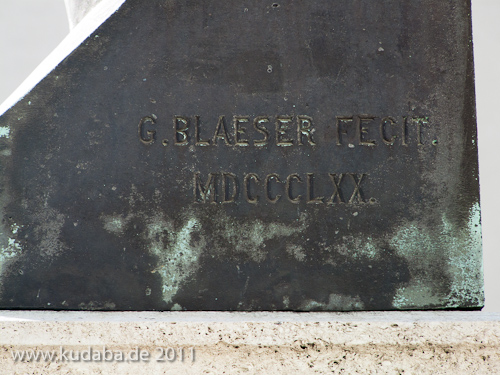 G. BLAESER FECIT.
MDCCCLXX.
www.kudaba.de 2011